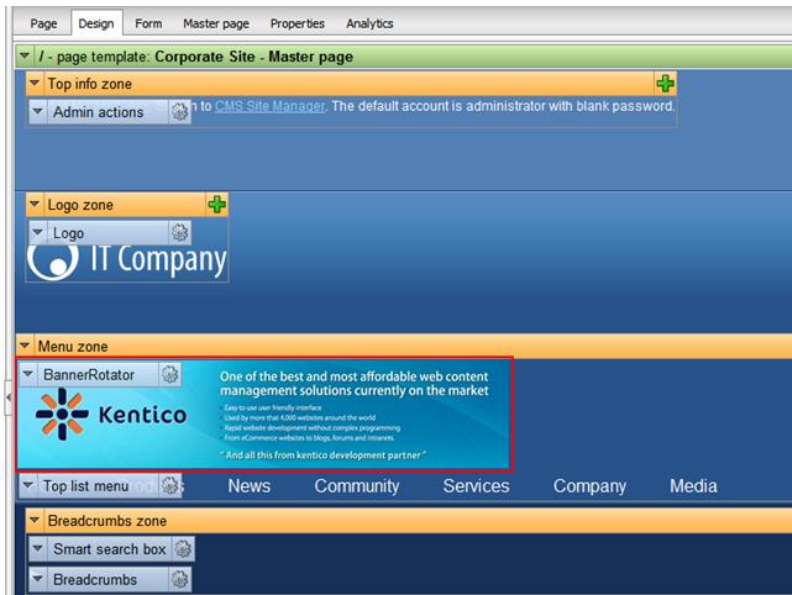 Page Design Form Master page Properties Analytics
/ - page template: Corporate Site - Master page
Top info zone
Admin actions to CMS Site Manager. The default account is administrator with blank password.
Logo zone
Logo
IT Company
Menu zone
BannerRotator
One of the best and most affordable web content
management solutions currently on the market
Kentico
Easy to use user friendly interface
Used by more that 4,000 websites around the world
Rapid website development without complex programming
From eCommerce websites to blogs, forums and intranets.
" And all this from kentico development partner "
Top list menu News Community Services Company Media
Breadcrumbs zone
Smart search box
Breadcrumbs